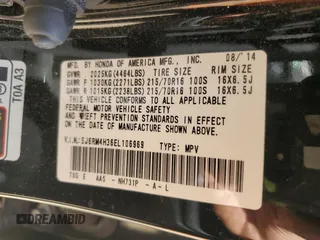 MFD. BY HONDA OF AMERICA MFG., INC. 08/14
GVWR 2025KG(4464LBS) TIRE SIZE RIM SIZE
GAWR F 1030KG(2271LBS) 215/70R16 100S 16X6.5J
GAWR R 1015KG(2238LBS) 215/70R16 100S 16X6.5J
THIS VEHICLE CONFORMS TO ALL APPLICABLE
FEDERAL MOTOR VEHICLE SAFETY AND
THEFT PREVENTION STANDARDS IN EFFECT ON
THE DATE OF MANUFACTURE SHOWN ABOVE.
V.I.N.: 5J6RM4H36EL106969
TYPE: MPV
T0G E AAS - NH731P - A - L
T0A A3
DREAMBID